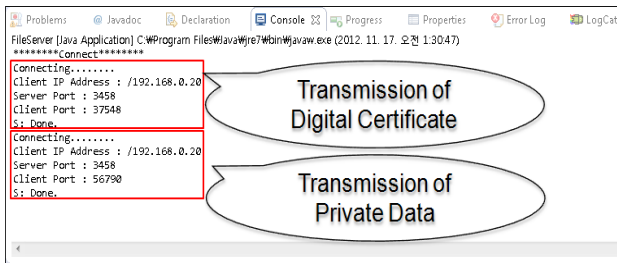 Problems @ Javadoc Declaration Console Progress Properties Error Log LogCat
FileServer [Java Application] C:₩Program Files₩Java₩jre7₩bin₩javaw.exe (2012. 11. 17. 오전 1:30:47)
********Connect********
Connecting........
Client IP Address : /192.168.0.20
Server Port : 3458
Client Port : 37548
S: Done.
Transmission of
Digital Certificate
Connecting........
Client IP Address : /192.168.0.20
Server Port : 3458
Client Port : 56790
S: Done.
Transmission of
Private Data